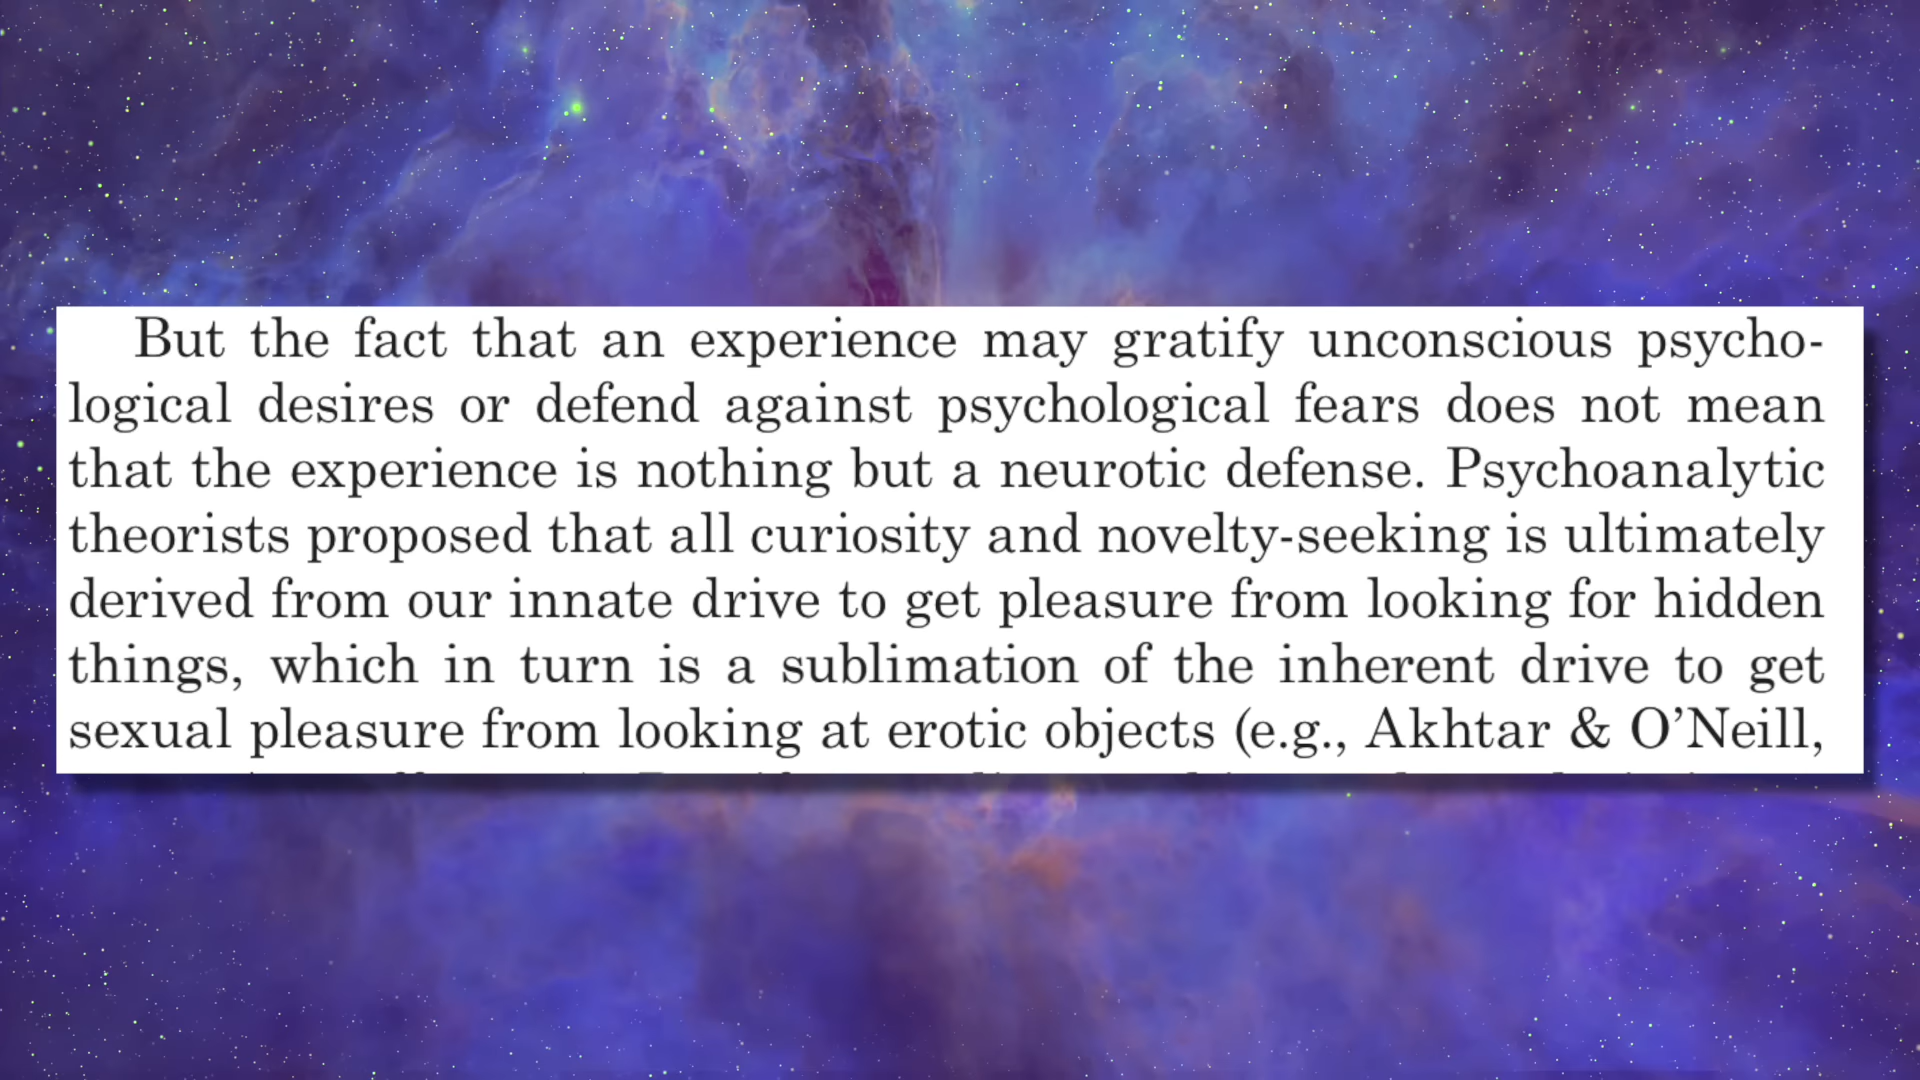 But the fact that an experience may gratify unconscious psycho-
logical desires or defend against psychological fears does not mean
that the experience is nothing but a neurotic defense. Psychoanalytic
theorists proposed that all curiosity and novelty-seeking is ultimately
derived from our innate drive to get pleasure from looking for hidden
things, which in turn is a sublimation of the inherent drive to get
sexual pleasure from looking at erotic objects (e.g., Akhtar & O’Neill,